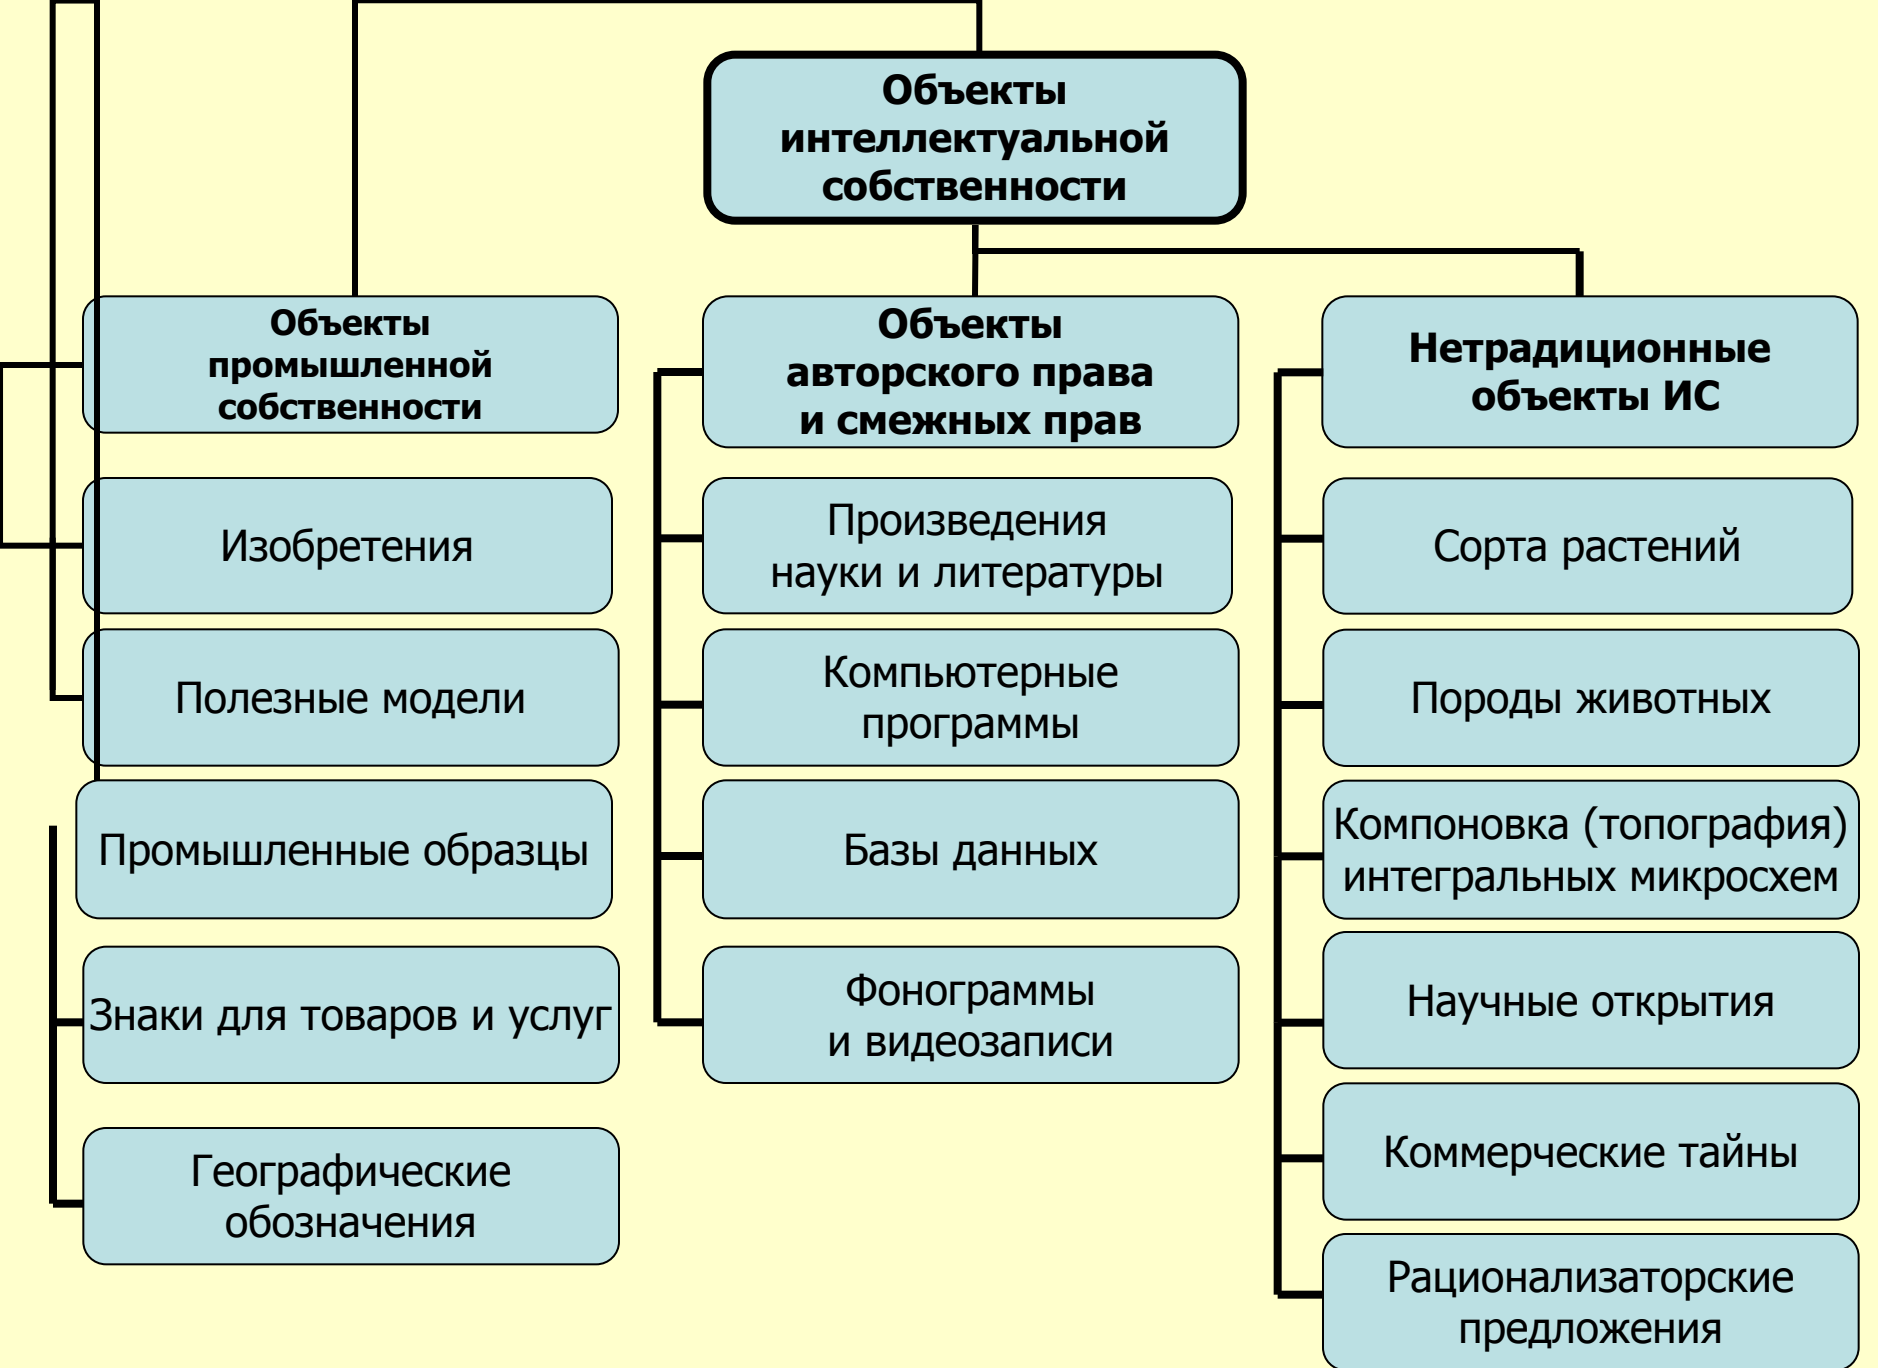 Объекты
интеллектуальной
собственности
Объекты
промышленной
собственности
Изобретения
Полезные модели
Промышленные образцы
Знаки для товаров и услуг
Географические
обозначения
Объекты
авторского права
и смежных прав
Произведения
науки и литературы
Компьютерные
программы
Базы данных
Фонограммы
и видеозаписи
Нетрадиционные
объекты ИС
Сорта растений
Породы животных
Компоновка (топография)
интегральных микросхем
Научные открытия
Коммерческие тайны
Рационализаторские
предложения